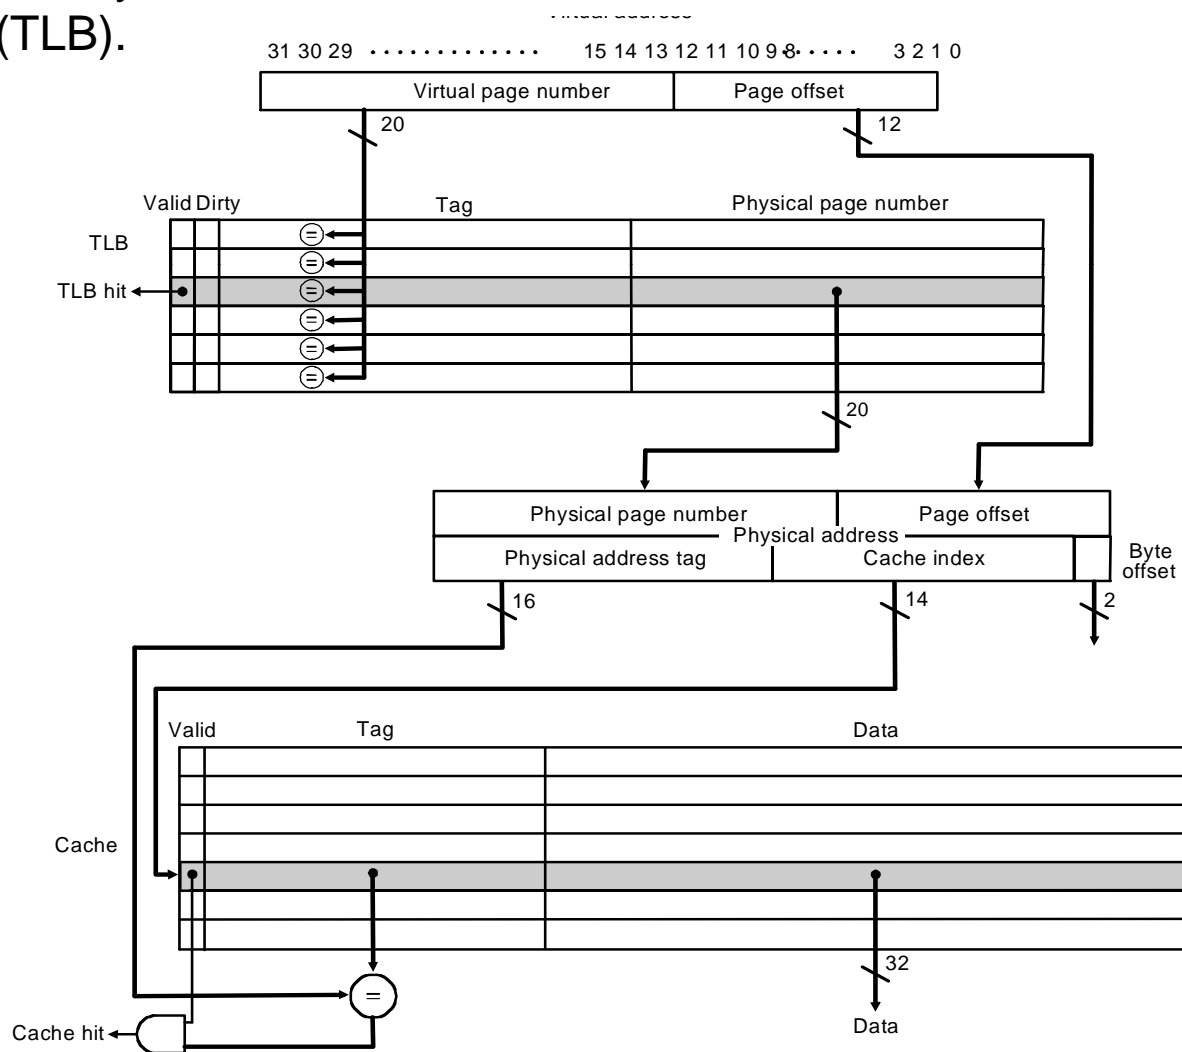 (TLB).
31 30 29 ············· 15 14 13 12 11 10 9 8 ····· 3 2 1 0
Virtual page number Page offset
20 12
Valid Dirty Tag Physical page number
TLB
=
=
TLB hit =
=
=
=
20
Physical page number Page offset
Physical address
Physical address tag Cache index Byte
offset
16 14 2
Valid Tag Data
Cache
32
=
Cache hit Data